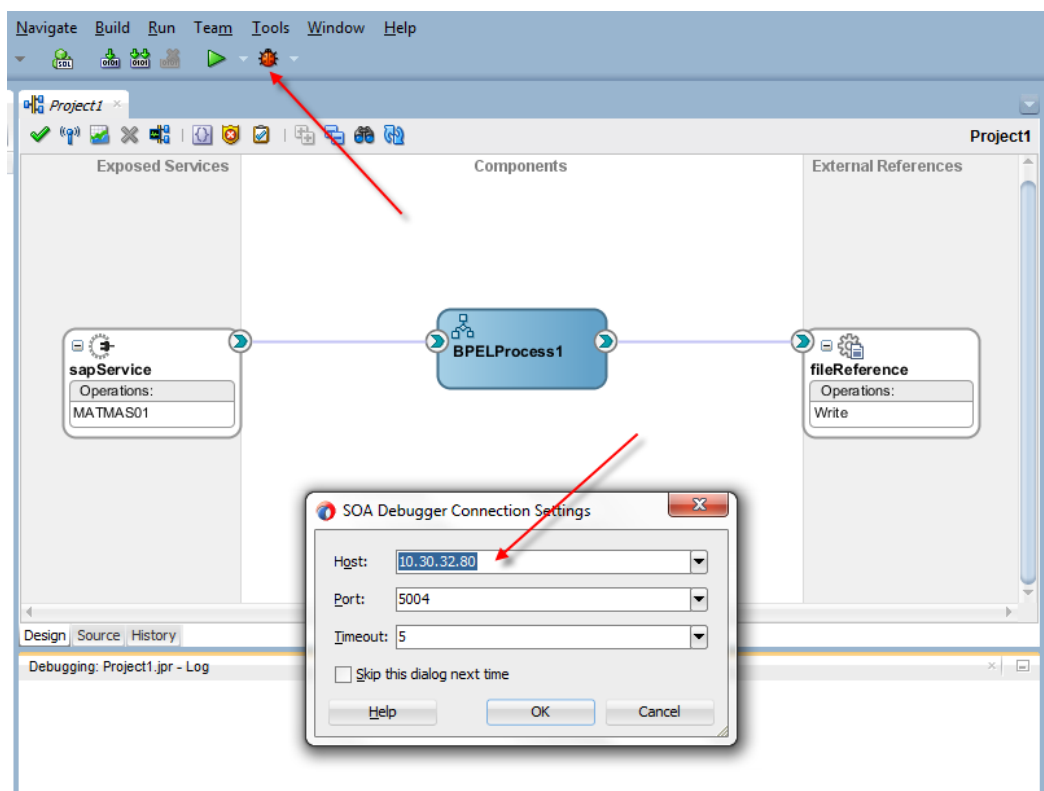 Navigate Build Run Team Tools Window Help
SQL
Project1
Project1
Exposed Services Components External References
sapService
Operations:
MATMAS01
BPELProcess1
fileReference
Operations:
Write
SOA Debugger Connection Settings
Host: 10.30.32.80
Port: 5004
Timeout: 5
Skip this dialog next time
Help OK Cancel
Design Source History
Debugging: Project1.jpr - Log